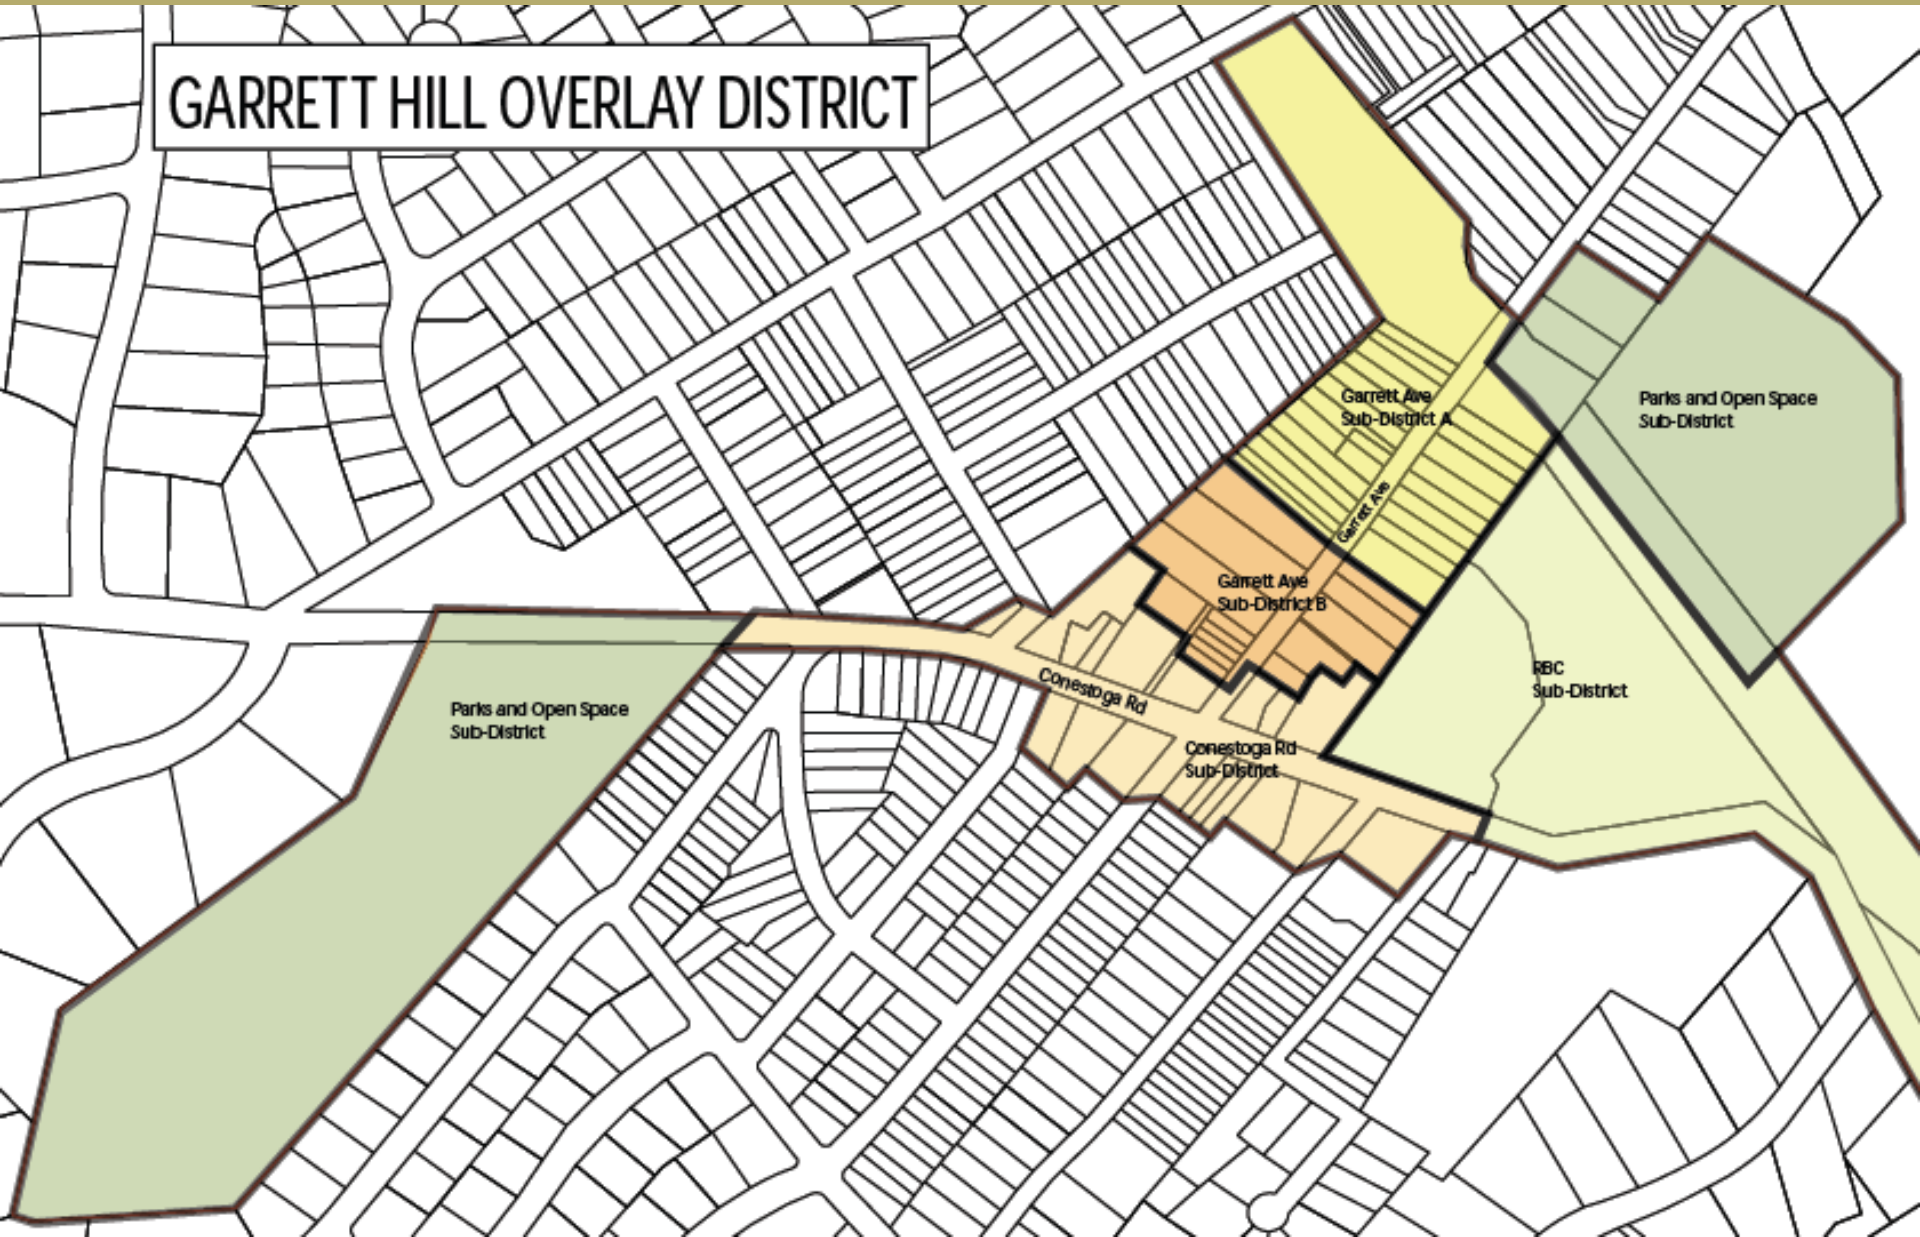 GARRETT HILL OVERLAY DISTRICT
Garrett Ave
Sub-District A
Parks and Open Space
Sub-District
Garrett Ave
Garrett Ave
Sub-District B
RBC
Sub-District
Conestoga Rd
Parks and Open Space
Sub-District
Conestoga Rd
Sub-District